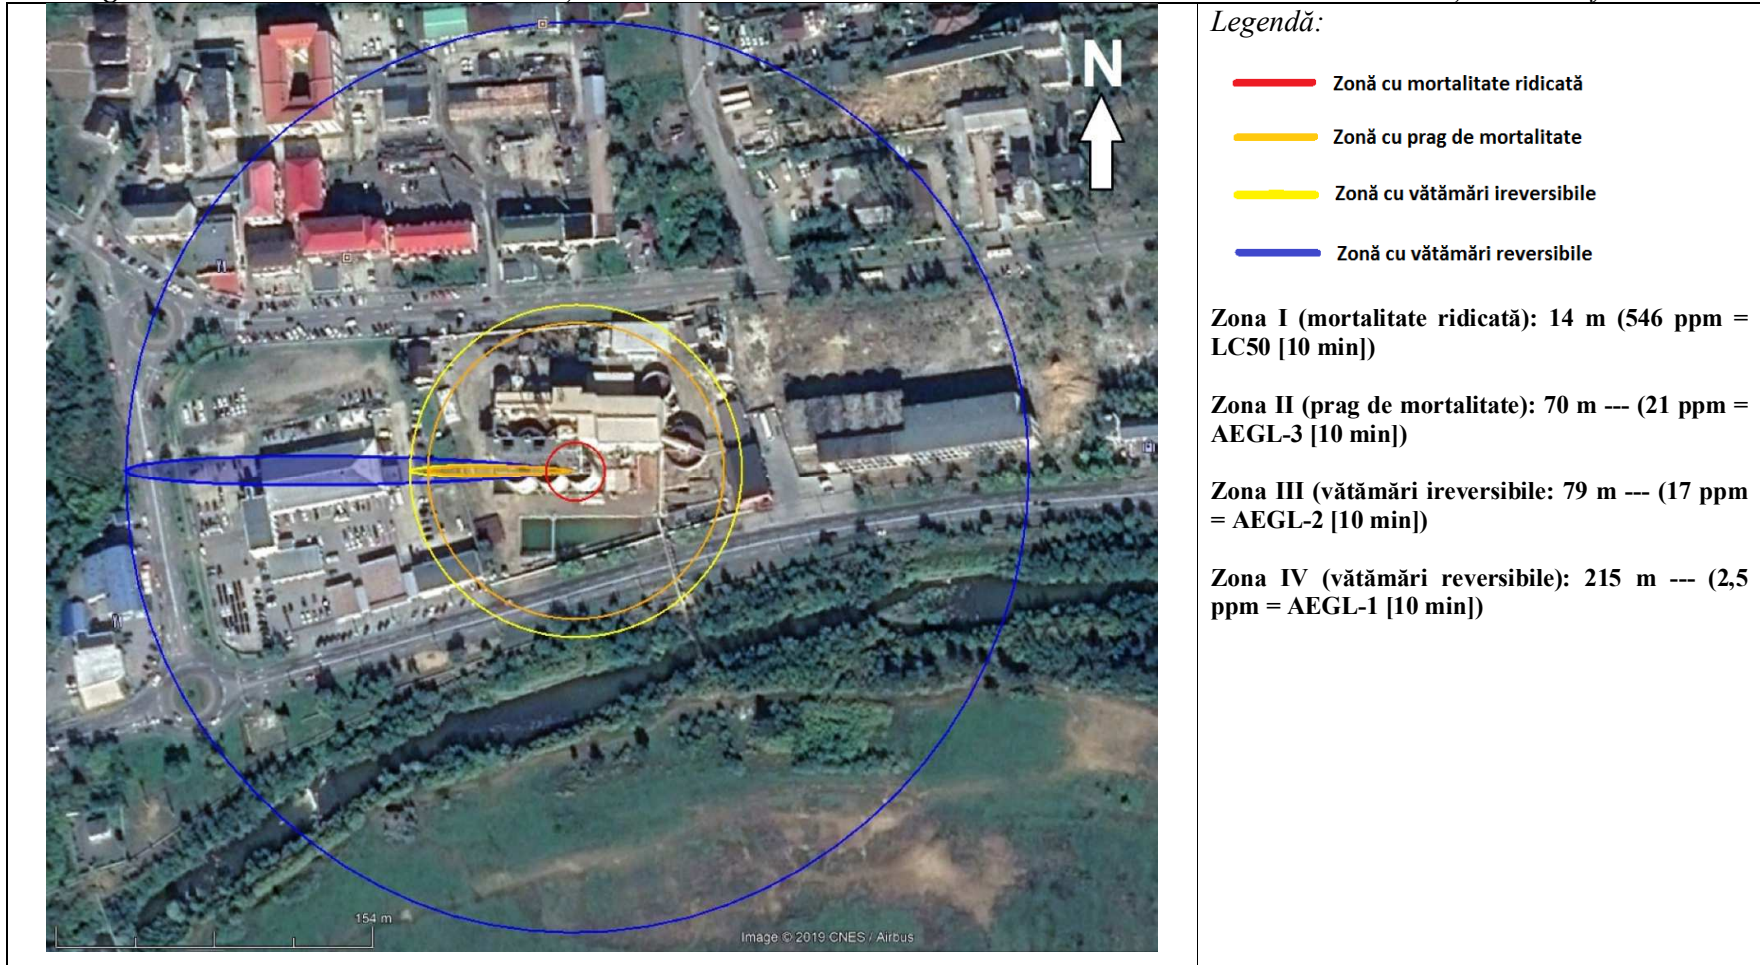 Legendă:
N
Zonă cu mortalitate ridicată
Zonă cu prag de mortalitate
Zonă cu vătămări ireversibile
Zonă cu vătămări reversibile
Zona I (mortalitate ridicată): 14 m (546 ppm =
LC50 [10 min])
Zona II (prag de mortalitate): 70 m --- (21 ppm =
AEGL-3 [10 min])
Zona III (vătămări ireversibile: 79 m --- (17 ppm
= AEGL-2 [10 min])
Zona IV (vătămări reversibile): 215 m --- (2,5
ppm = AEGL-1 [10 min])
154 m
Image © 2019 CNES / Airbus